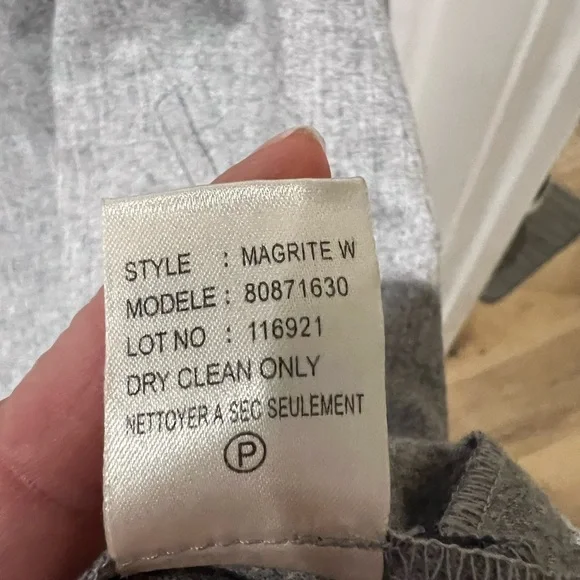 STYLE : MAGRITE W
MODELE : 80871630
LOT NO : 116921
DRY CLEAN ONLY
NETTOYER A SEC SEULEMENT
P